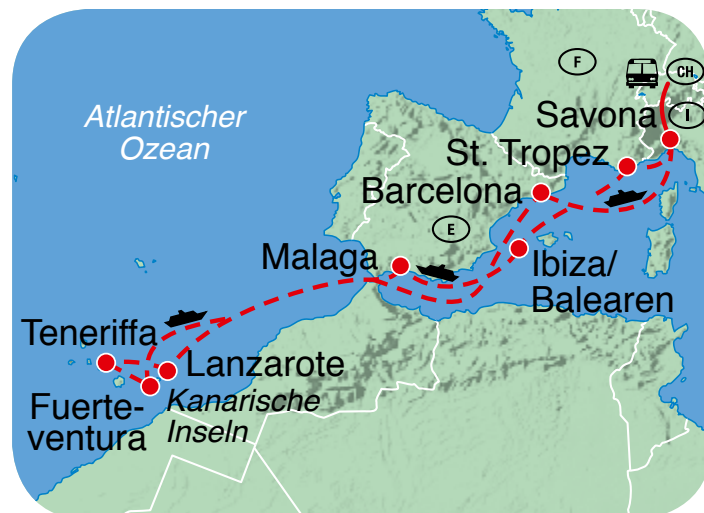 F
CH
Atlantischer
Ozean
Savona
I
St. Tropez
Barcelona
E
Malaga
Ibiza/
Balearen
Teneriffa
Lanzarote
Fuerte-
ventura
Kanarische
Inseln